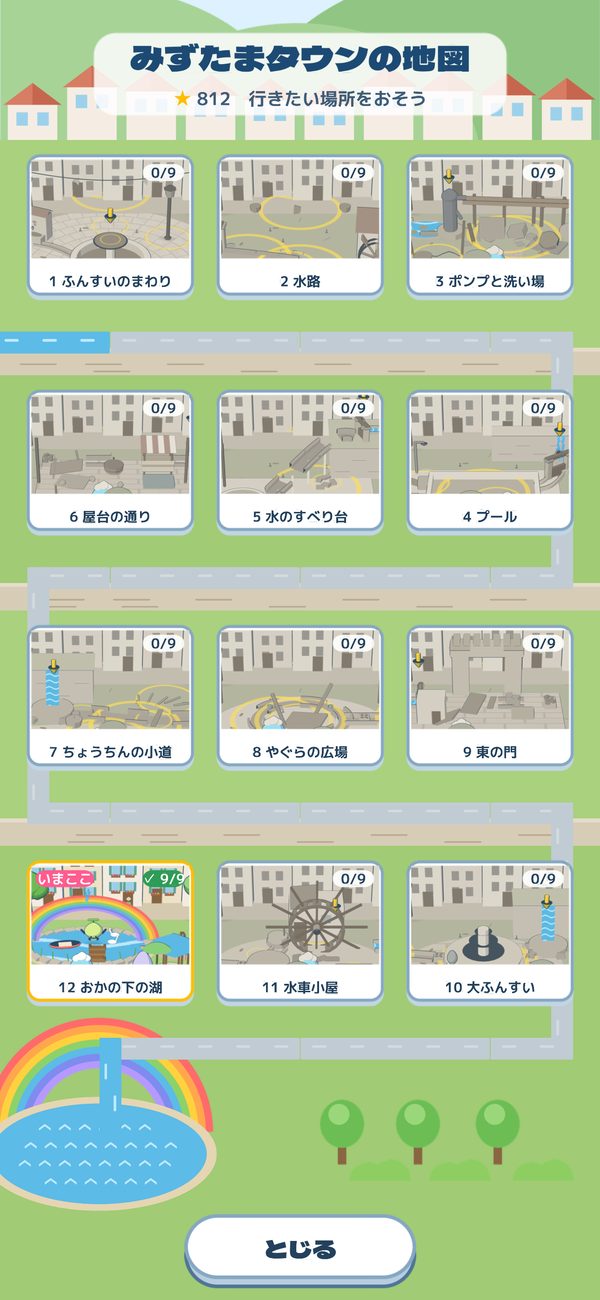 みずたまタウンの地図
★ 812 行きたい場所をおそう
0/9
0/9
0/9
1 ふんすいのまわり
2 水路
3 ポンプと洗い場
0/9
0/9
0/9
6 屋台の通り
5 水のすべり台
4 プール
0/9
0/9
0/9
7 ちょうちんの小道
8 やぐらの広場
9 東の門
いまここ
✓ 9/9
0/9
0/9
12 おかの下の湖
11 水車小屋
10 大ふんすい
とじる